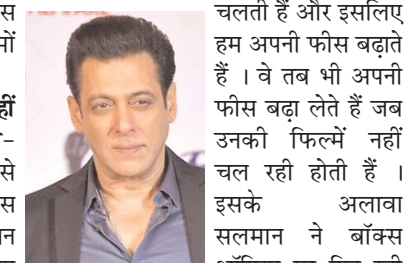 स
मों
हीं
-
से
स
न
चलती हैं और इसलिए
हम अपनी फीस बढ़ाते
हैं । वे तब भी अपनी
फीस बढ़ा लेते हैं जब
उनकी फिल्में नहीं
चल रही होती हैं ।
इसके अलावा
सलमान ने बॉक्स